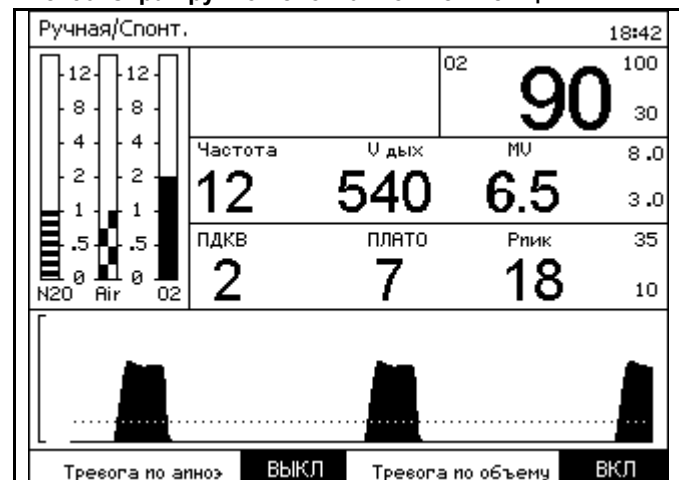 Ручная/Спонт. 18:42
12 12
8 8
4 4
2 2
1 1
.5 .5
0 0
N2O Air O2
O2 90 100
30
Частота V дых MV 8.0
12 540 6.5 3.0
ПДКВ ПЛАТО Pпик 35
2 7 18 10
Тревога по апноэ ВЫКЛ Тревога по объему ВКЛ